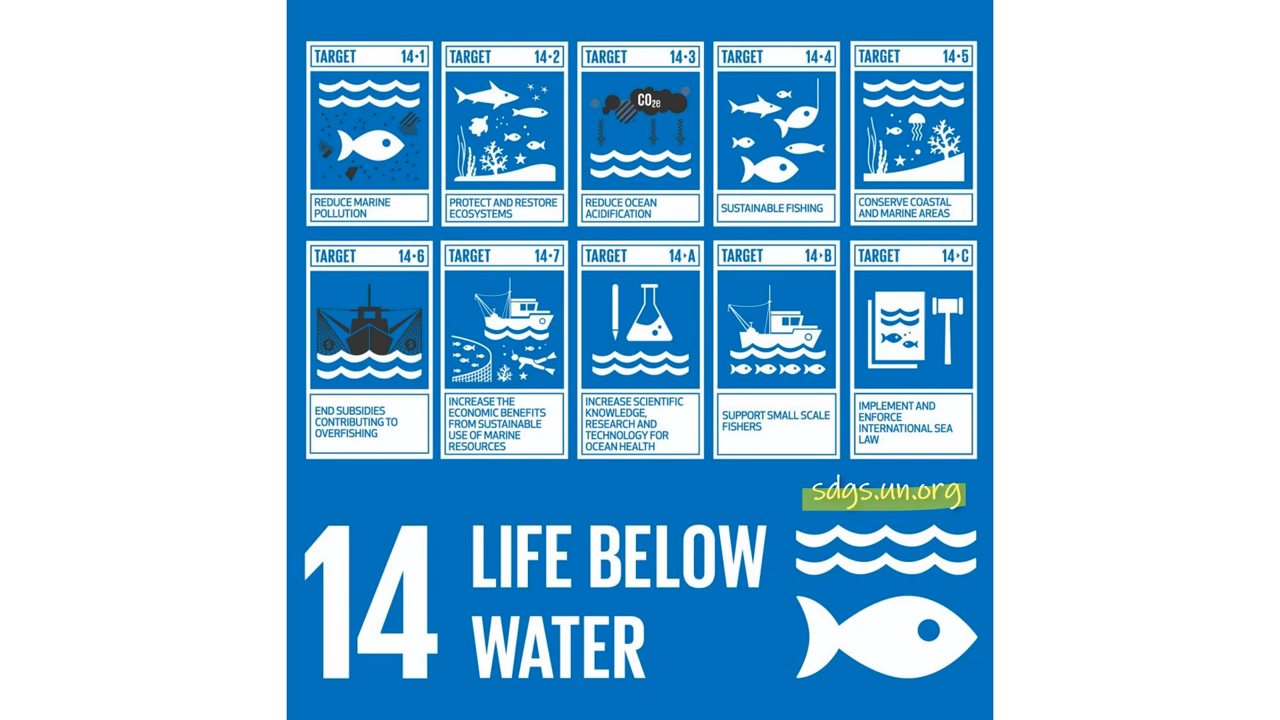 TARGET 14·1
CO2e
REDUCE MARINE
POLLUTION
TARGET 14·2
PROTECT AND RESTORE
ECOSYSTEMS
TARGET 14·3
REDUCE OCEAN
ACIDIFICATION
TARGET 14·4
SUSTAINABLE FISHING
TARGET 14·5
CONSERVE COASTAL
AND MARINE AREAS
TARGET 14·6
END SUBSIDIES
CONTRIBUTING TO
OVERFISHING
TARGET 14·7
INCREASE THE
ECONOMIC BENEFITS
FROM SUSTAINABLE
USE OF MARINE
RESOURCES
TARGET 14·A
INCREASE SCIENTIFIC
KNOWLEDGE,
RESEARCH AND
TECHNOLOGY FOR
OCEAN HEALTH
TARGET 14·B
SUPPORT SMALL SCALE
FISHERS
TARGET 14·C
IMPLEMENT AND
ENFORCE
INTERNATIONAL SEA
LAW
sdgs.un.org
14 LIFE BELOW
WATER